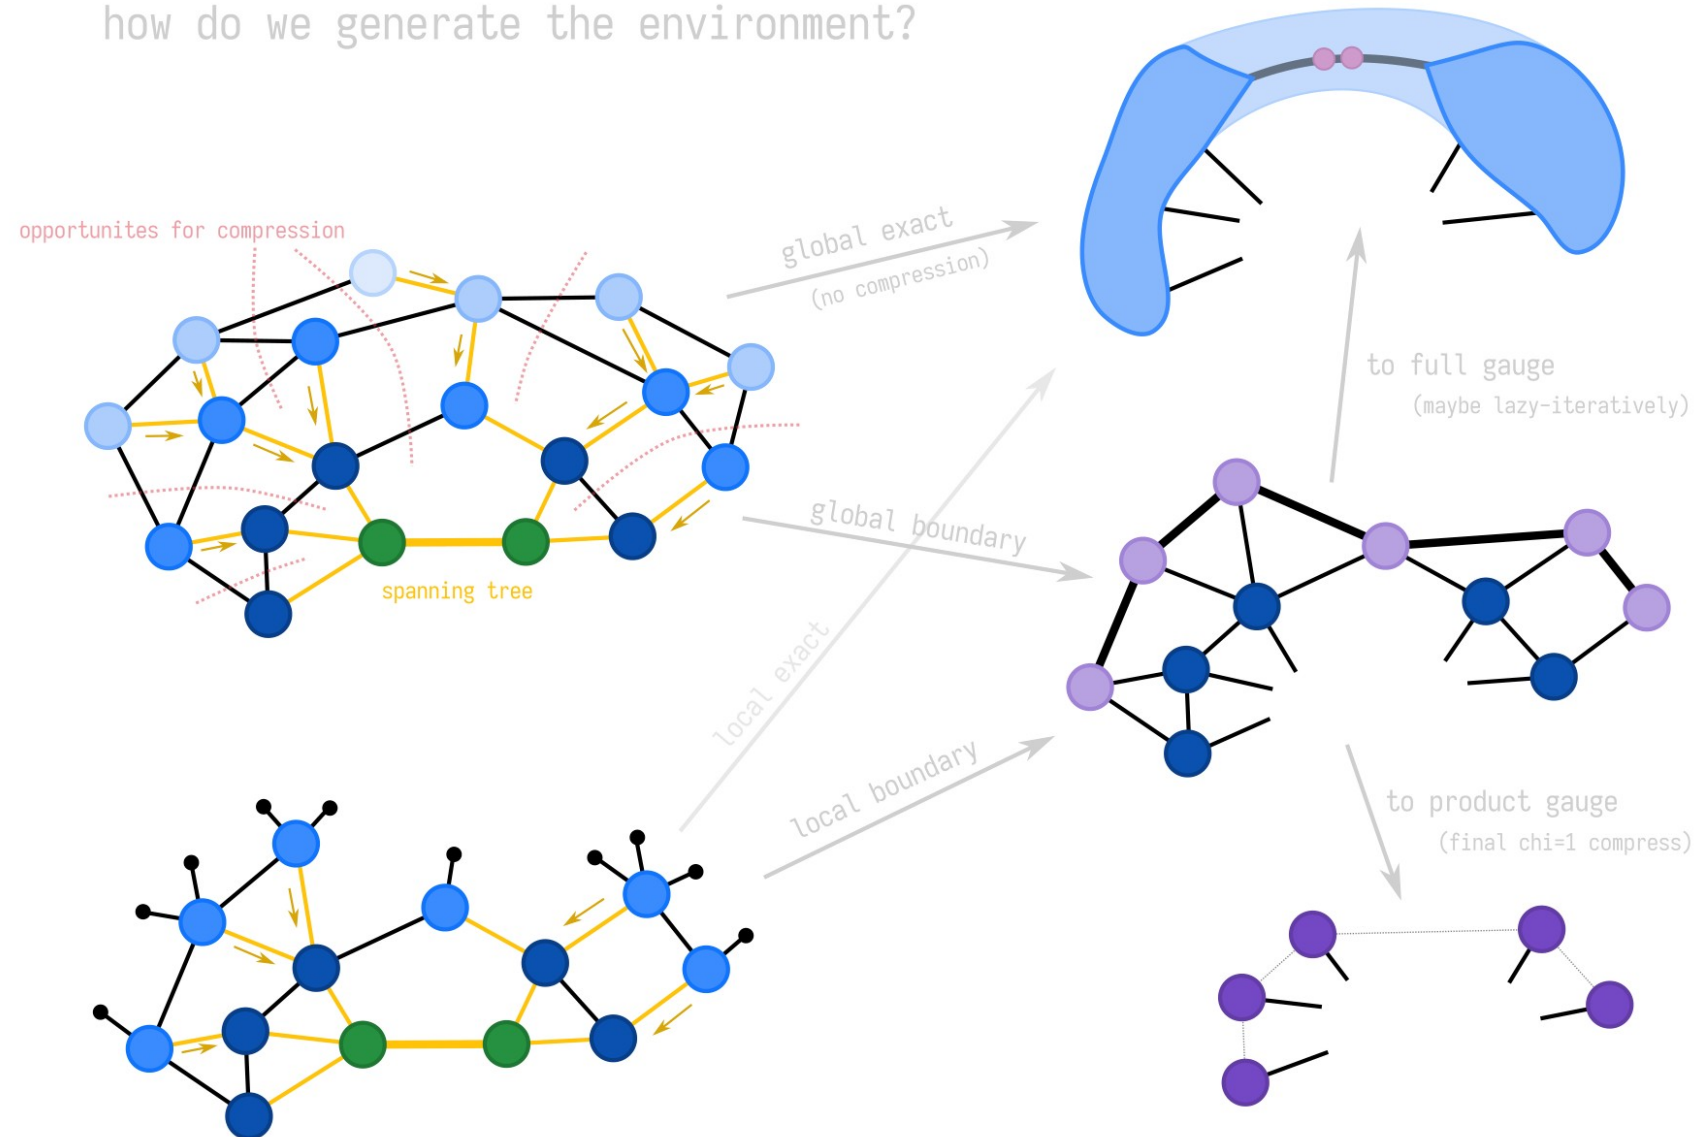 how do we generate the environment?
opportunites for compression
global exact
(no compression)
to full gauge
(maybe lazy-iteratively)
global boundary
spanning tree
local exact
local boundary
to product gauge
(final chi=1 compress)